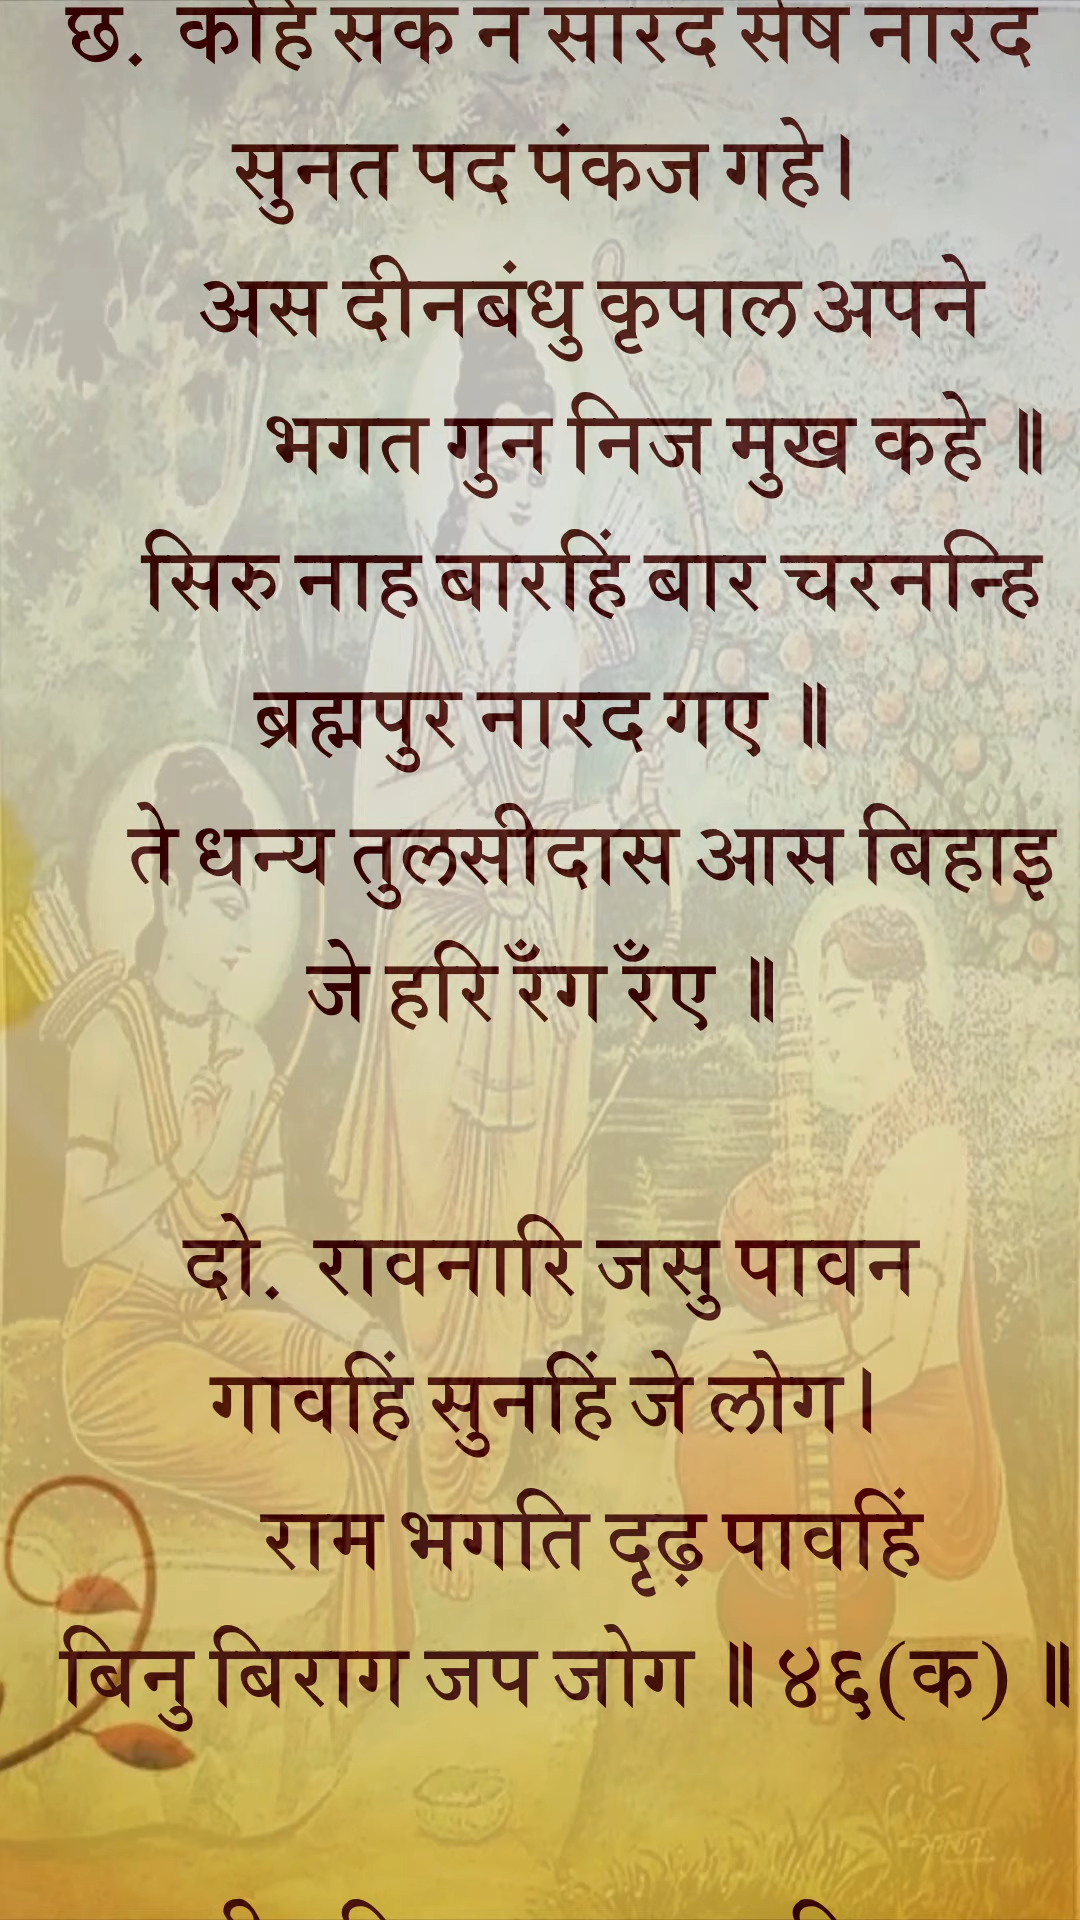 छ. कहि सक न सारद सेष नारद
सुनत पद पंकज गहे।
अस दीनबंधु कृपाल अपने
भगत गुन निज मुख कहे ॥
सिरु नाह बारहिं बार चरनन्हि
ब्रह्मपुर नारद गए ॥
ते धन्य तुलसीदास आस बिहाइ
जे हरि रँग रँए ॥
दो. रावनारि जसु पावन
गावहिं सुनहिं जे लोग।
राम भगति दृढ़ पावहिं
बिनु बिराग जप जोग ॥ ४६(क) ॥